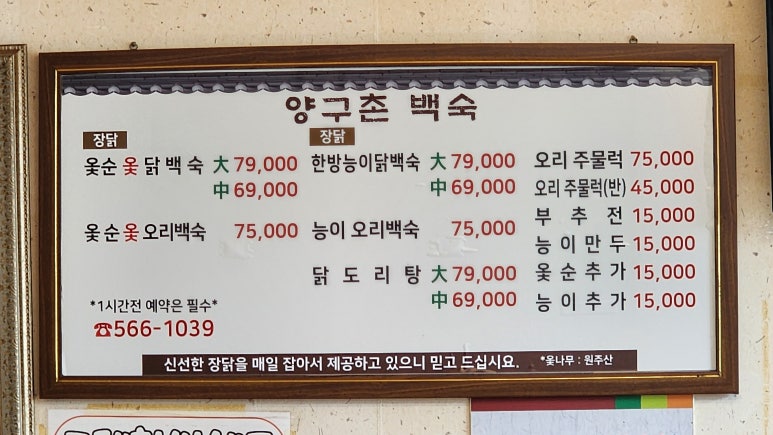 양구촌 백숙
장닭
옻순 옻 닭 백 숙 大 79,000
中 69,000
옻순 옻 오리백숙 75,000
*1시간전 예약은 필수*
☎566-1039
장닭
한방능이닭백숙 大 79,000
中 69,000
능이 오리백숙 75,000
닭 도 리 탕 大 79,000
中 69,000
오리 주물럭 75,000
오리 주물럭(반) 45,000
부 추 전 15,000
능 이 만 두 15,000
옻 순 추 가 15,000
능 이 추 가 15,000
신선한 장닭을 매일 잡아서 제공하고 있으니 믿고 드십시요. *옻나무 : 원주산